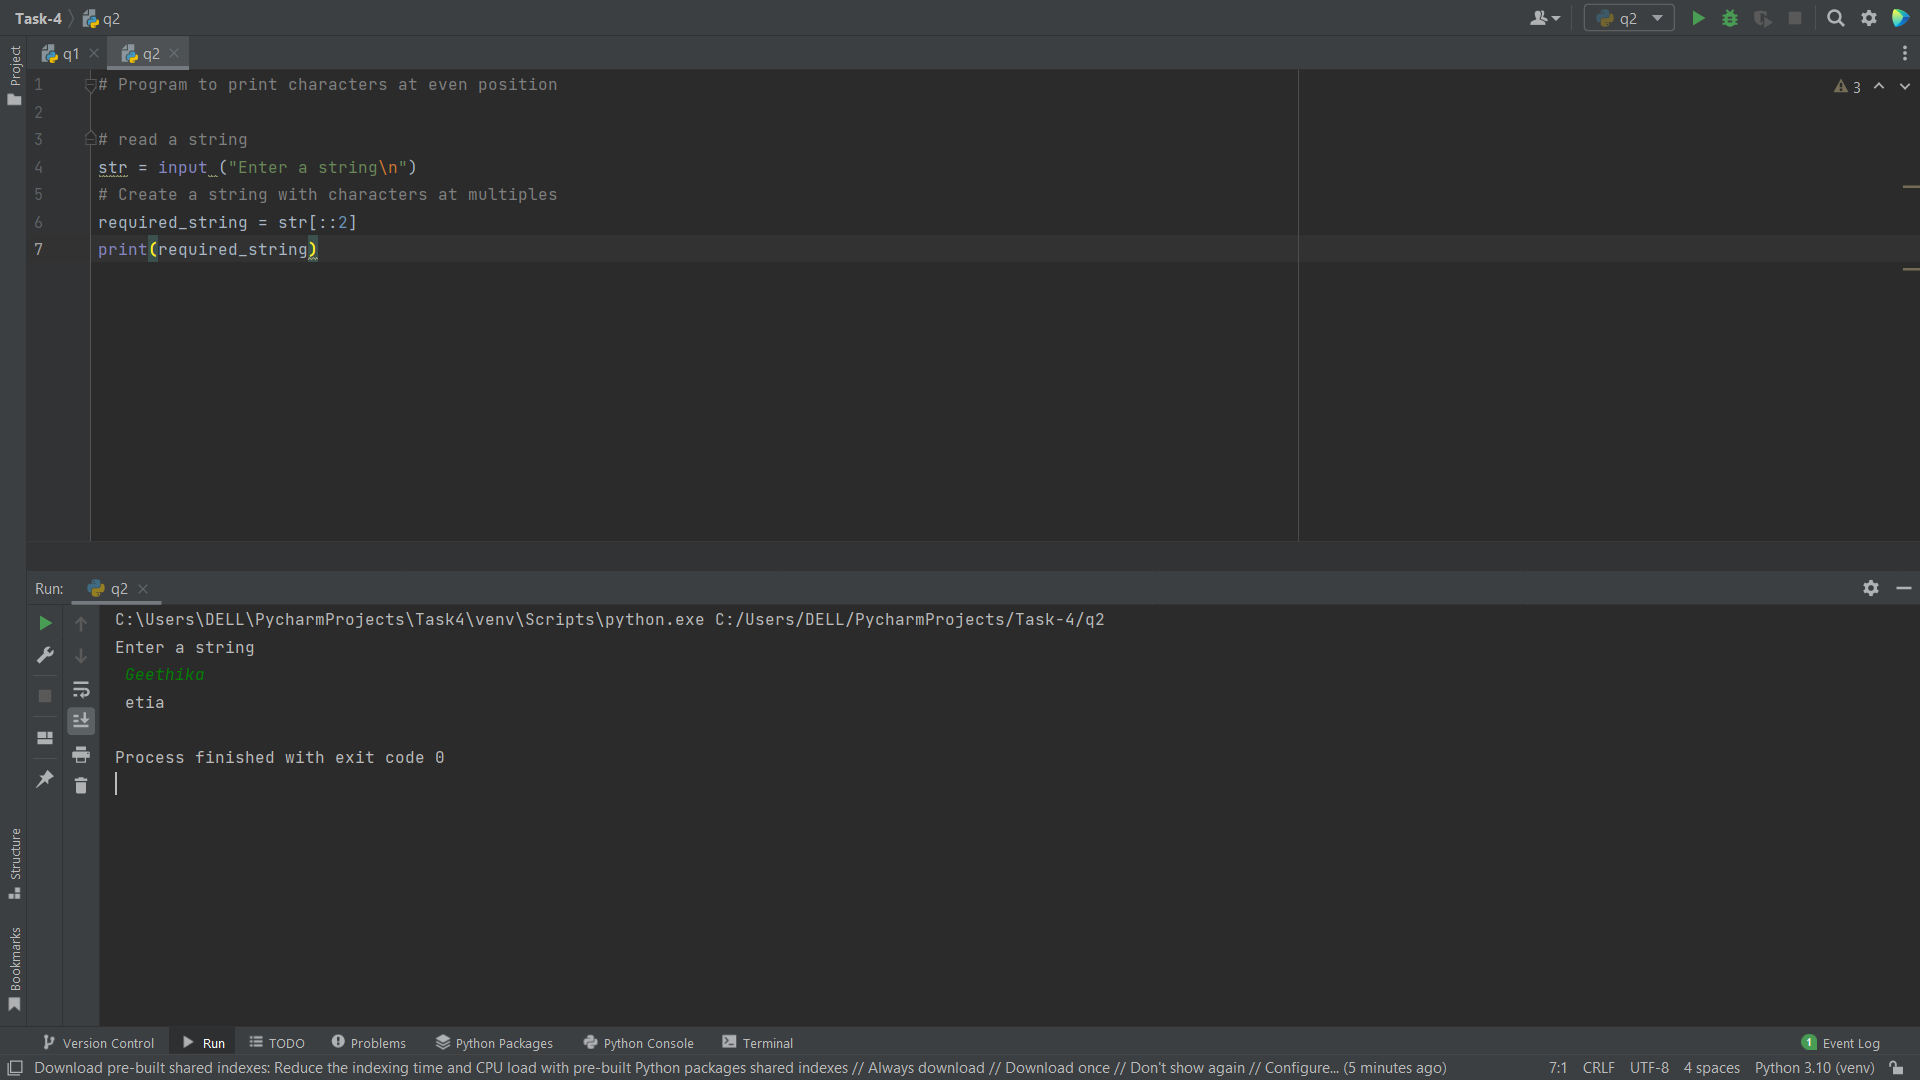 Task-4 q2
q2
q1 q2
Project
1 # Program to print characters at even position
2
3 # read a string
4 str = input ("Enter a string\n")
5 # Create a string with characters at multiples
6 required_string = str[::2]
7 print(required_string)
3
Run: q2
C:\Users\DELL\PycharmProjects\Task4\venv\Scripts\python.exe C:/Users/DELL/PycharmProjects/Task-4/q2
Enter a string
Geethika
etia
Process finished with exit code 0
Structure
Bookmarks
Version Control Run TODO Problems Python Packages Python Console Terminal 1 Event Log
Download pre-built shared indexes: Reduce the indexing time and CPU load with pre-built Python packages shared indexes // Always download // Download once // Don't show again // Configure... (5 minutes ago) 7:1 CRLF UTF-8 4 spaces Python 3.10 (venv)